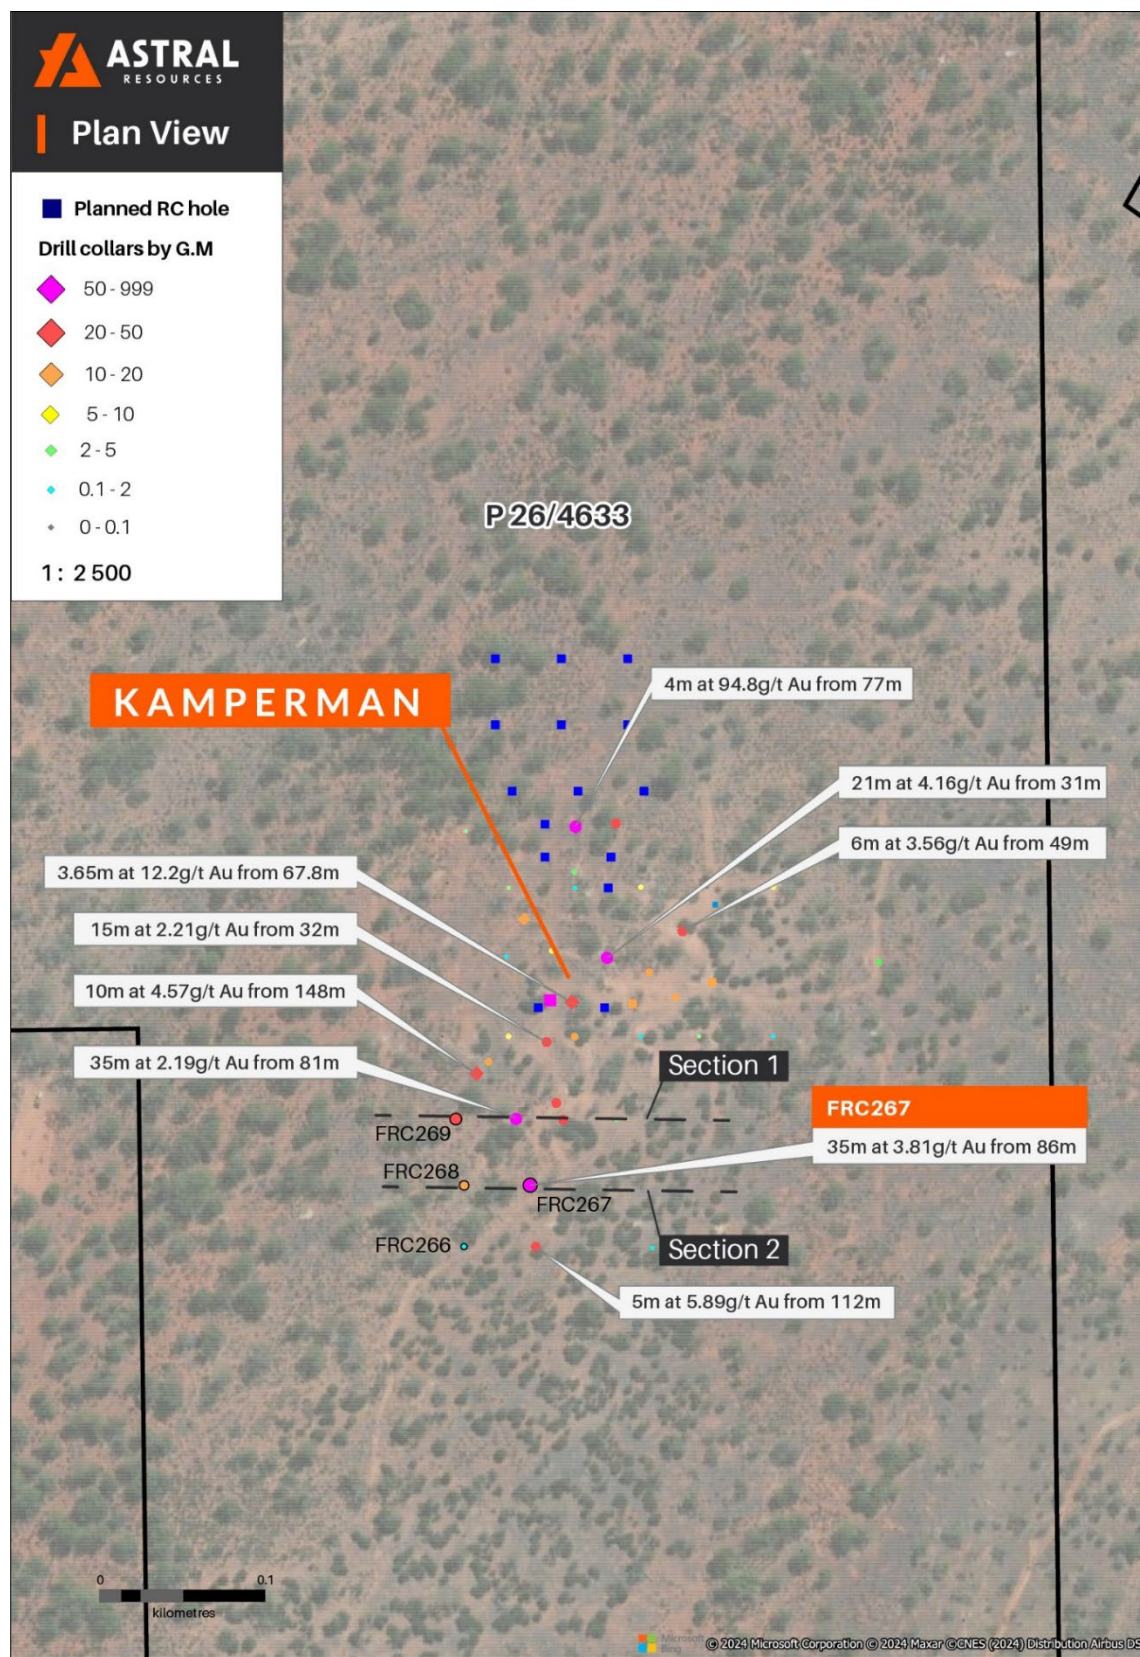 ASTRAL
RESOURCES
Plan View
Planned RC hole
Drill collars by G.M
50 - 999
20 - 50
10 - 20
5 - 10
2 - 5
0.1 - 2
0 - 0.1
1: 2 500
P 26/4633
4m at 94.8g/t Au from 77m
KAMPERMAN
21m at 4.16g/t Au from 31m
6m at 3.56g/t Au from 49m
3.65m at 12.2g/t Au from 67.8m
15m at 2.21g/t Au from 32m
10m at 4.57g/t Au from 148m
35m at 2.19g/t Au from 81m
Section 1
FRC267
35m at 3.81g/t Au from 86m
FRC269
FRC268
FRC267
FRC266
Section 2
5m at 5.89g/t Au from 112m
0 0.1
kilometres
Microsoft
Bing
© 2024 Microsoft Corporation © 2024 Maxar ©CNES (2024) Distribution Airbus DS